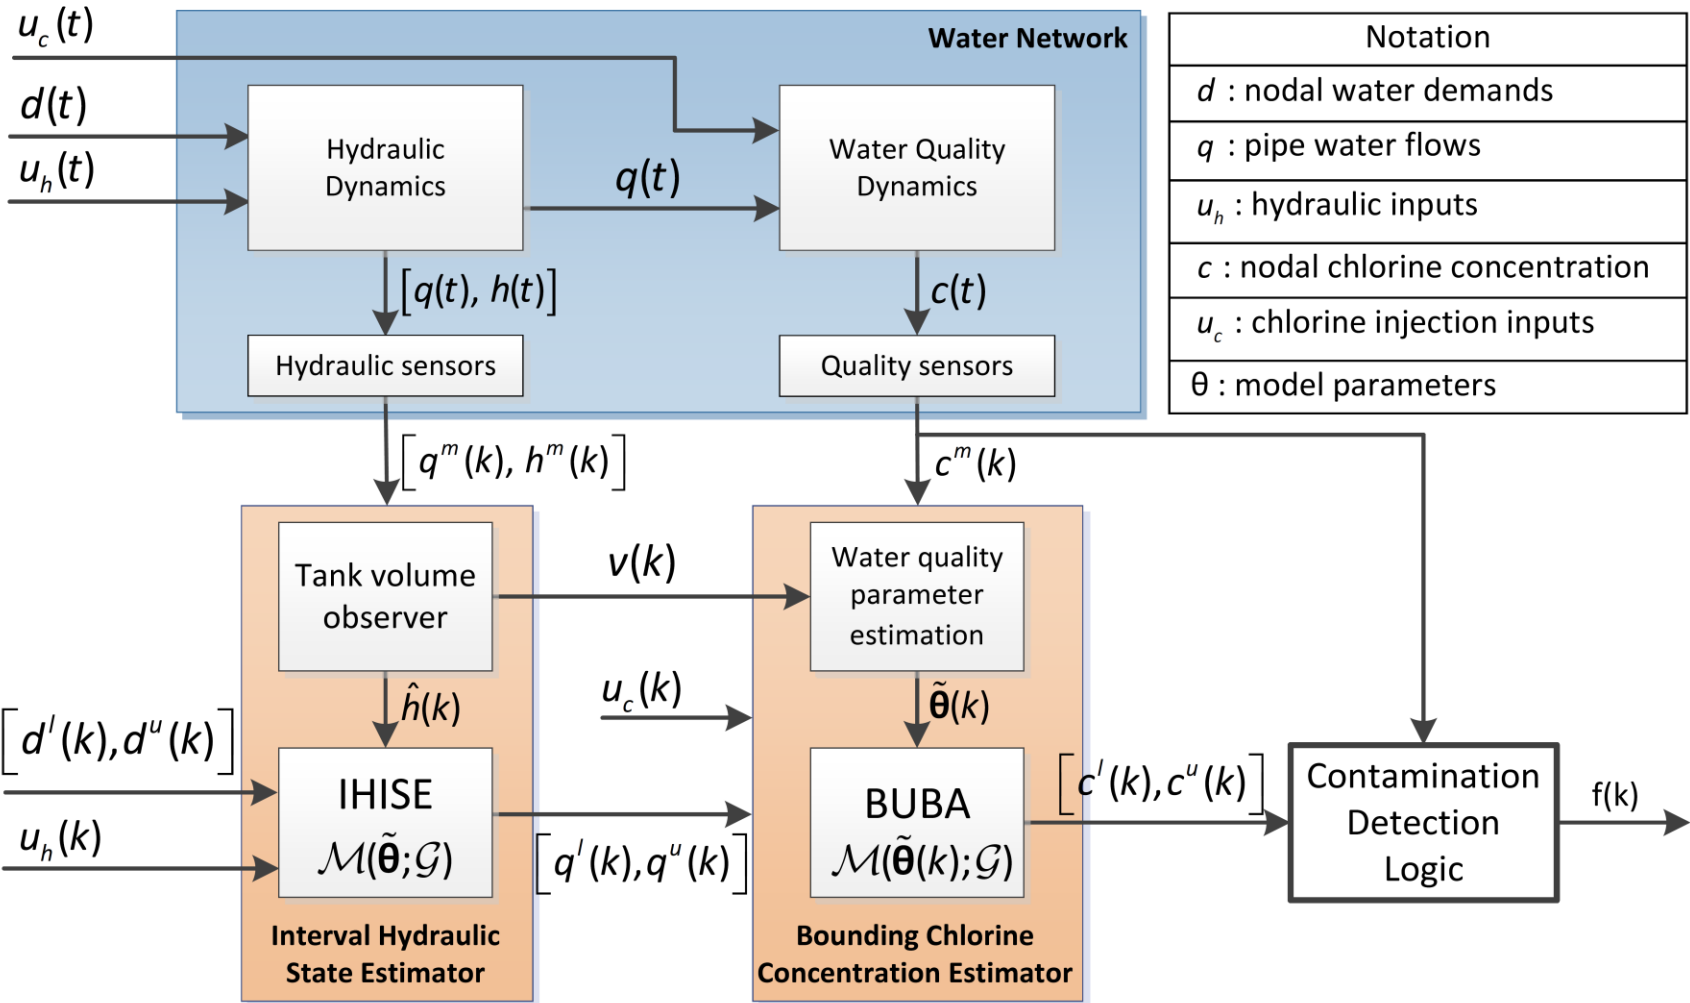 u_c(t)
Water Network
d(t)
u_h(t)
Hydraulic
Dynamics
q(t)
Water Quality
Dynamics
[q(t), h(t)]
c(t)
Hydraulic sensors
Quality sensors
Notation
d : nodal water demands
q : pipe water flows
u_h : hydraulic inputs
c : nodal chlorine concentration
u_c : chlorine injection inputs
θ : model parameters
[q^m(k), h^m(k)]
c^m(k)
Tank volume
observer
v(k)
Water quality
parameter
estimation
ĥ(k)
u_c(k)
θ̃(k)
[d^l(k), d^u(k)]
u_h(k)
IHISE
ℳ(θ̃;𝒢)
[q^l(k), q^u(k)]
BUBA
ℳ(θ̃(k);𝒢)
[c^l(k), c^u(k)]
Contamination
Detection
Logic
f(k)
Interval Hydraulic
State Estimator
Bounding Chlorine
Concentration Estimator